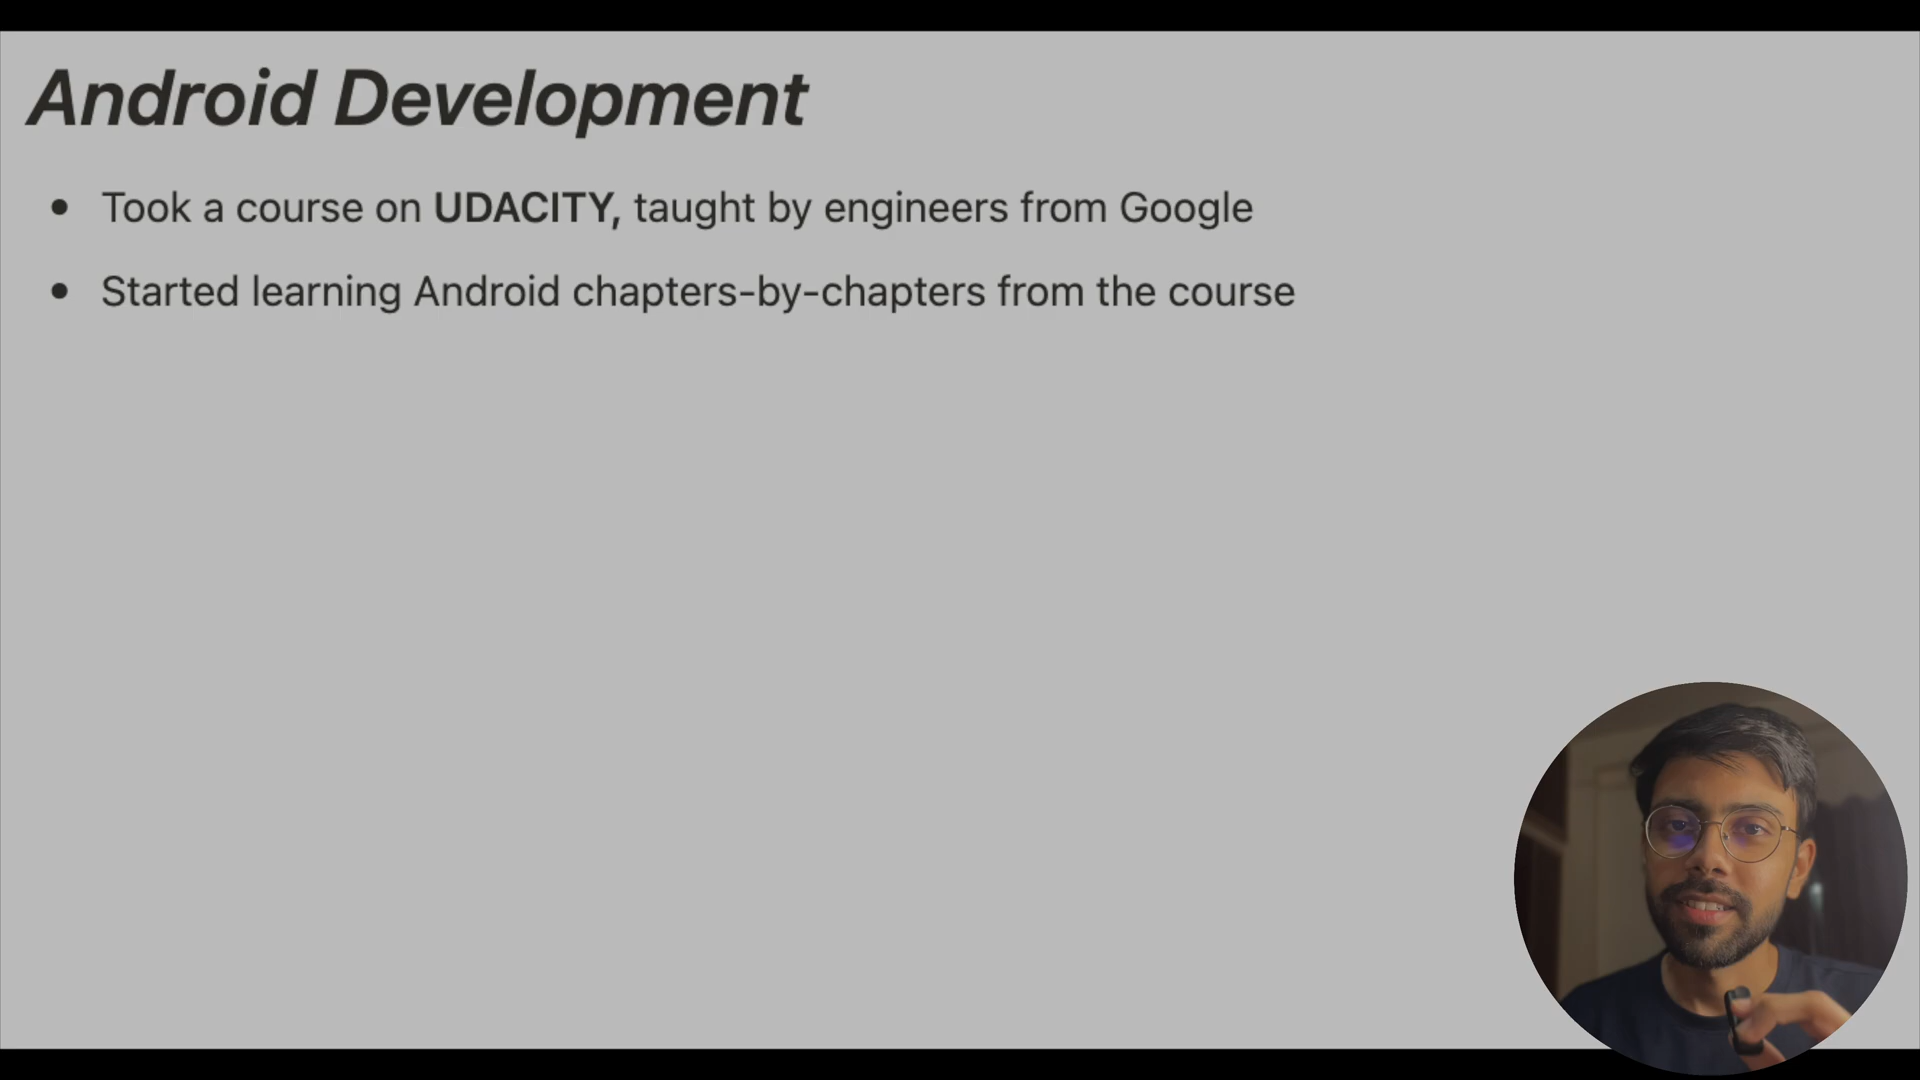 Android Development
Took a course on UDACITY, taught by engineers from Google
Started learning Android chapters-by-chapters from the course